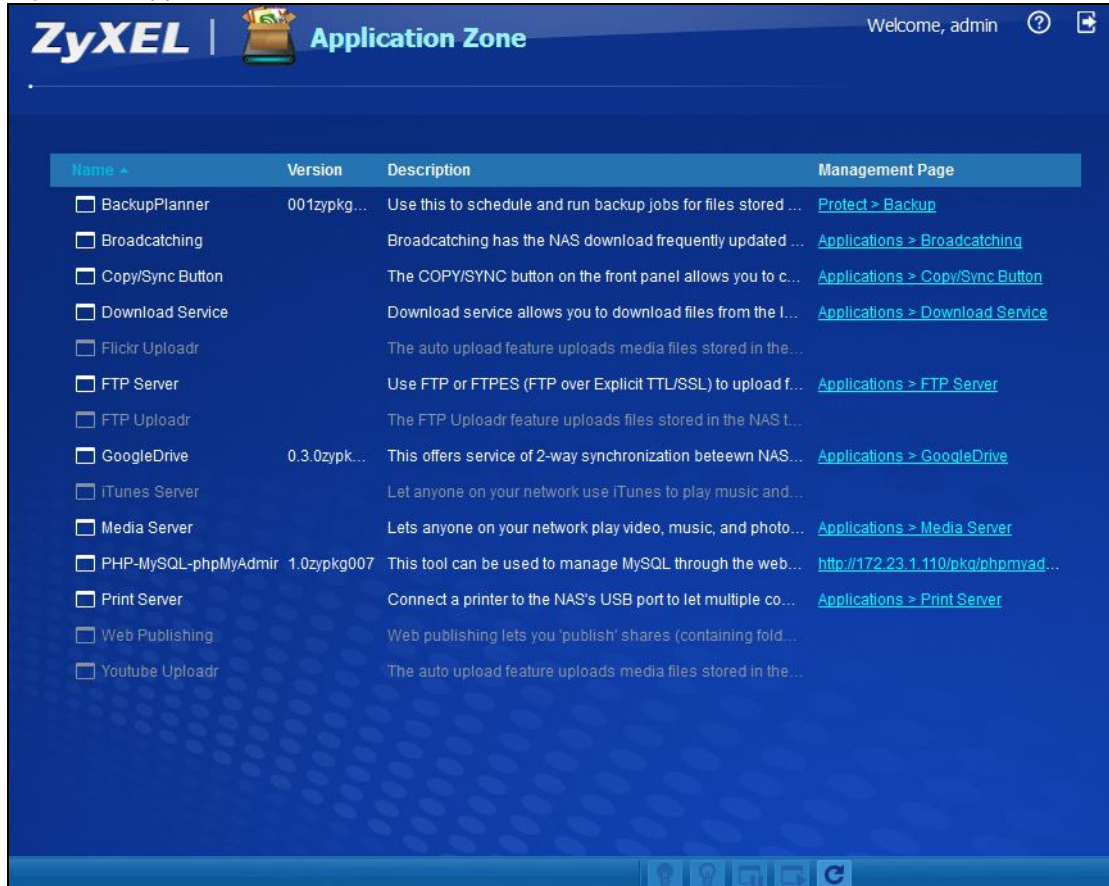 ZyXEL | Application Zone Welcome, admin
Name Version Description Management Page
BackupPlanner 001zypkg... Use this to schedule and run backup jobs for files stored ... Protect > Backup
Broadcatching Broadcatching has the NAS download frequently updated ... Applications > Broadcatching
Copy/Sync Button The COPY/SYNC button on the front panel allows you to c... Applications > Copy/Sync Button
Download Service Download service allows you to download files from the I... Applications > Download Service
Flickr Uploadr The auto upload feature uploads media files stored in the...
FTP Server Use FTP or FTPES (FTP over Explicit TTL/SSL) to upload f... Applications > FTP Server
FTP Uploadr The FTP Uploadr feature uploads files stored in the NAS t...
GoogleDrive 0.3.0zypk... This offers service of 2-way synchronization beteewn NAS... Applications > GoogleDrive
iTunes Server Let anyone on your network use iTunes to play music and...
Media Server Lets anyone on your network play video, music, and photo... Applications > Media Server
PHP-MySQL-phpMyAdmir 1.0zypkg007 This tool can be used to manage MySQL through the web... http://172.23.1.110/pkg/phpmyad...
Print Server Connect a printer to the NAS's USB port to let multiple co... Applications > Print Server
Web Publishing Web publishing lets you 'publish' shares (containing fold...
Youtube Uploadr The auto upload feature uploads media files stored in the...